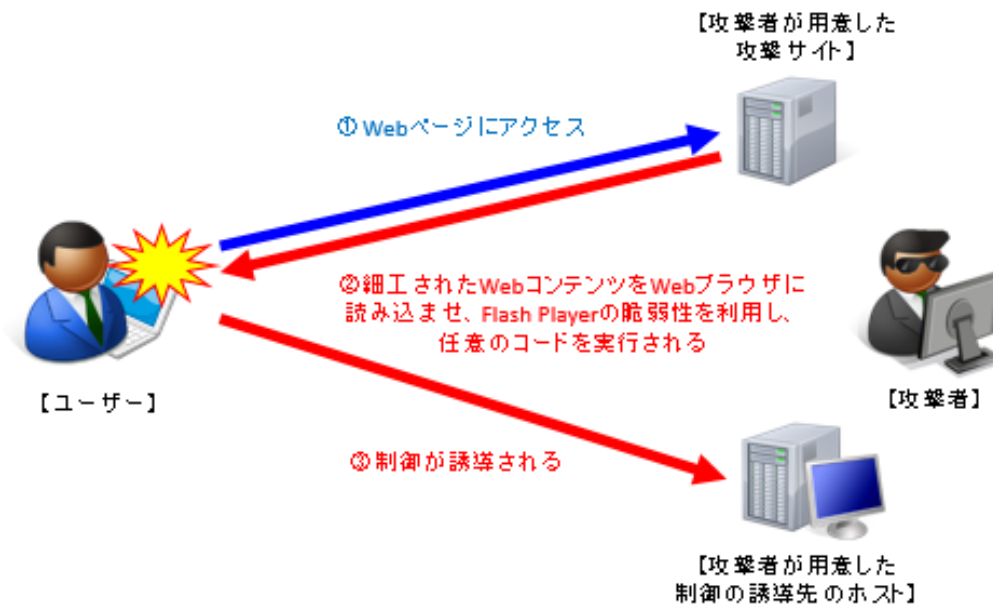 【攻撃者が用意した
攻撃サイト】
①Webページにアクセス
②細工されたWebコンテンツをWebブラウザに
読み込ませ、Flash Playerの脆弱性を利用し、
任意のコードを実行される
【ユーザー】
【攻撃者】
③制御が誘導される
【攻撃者が用意した
制御の誘導先のホスト】